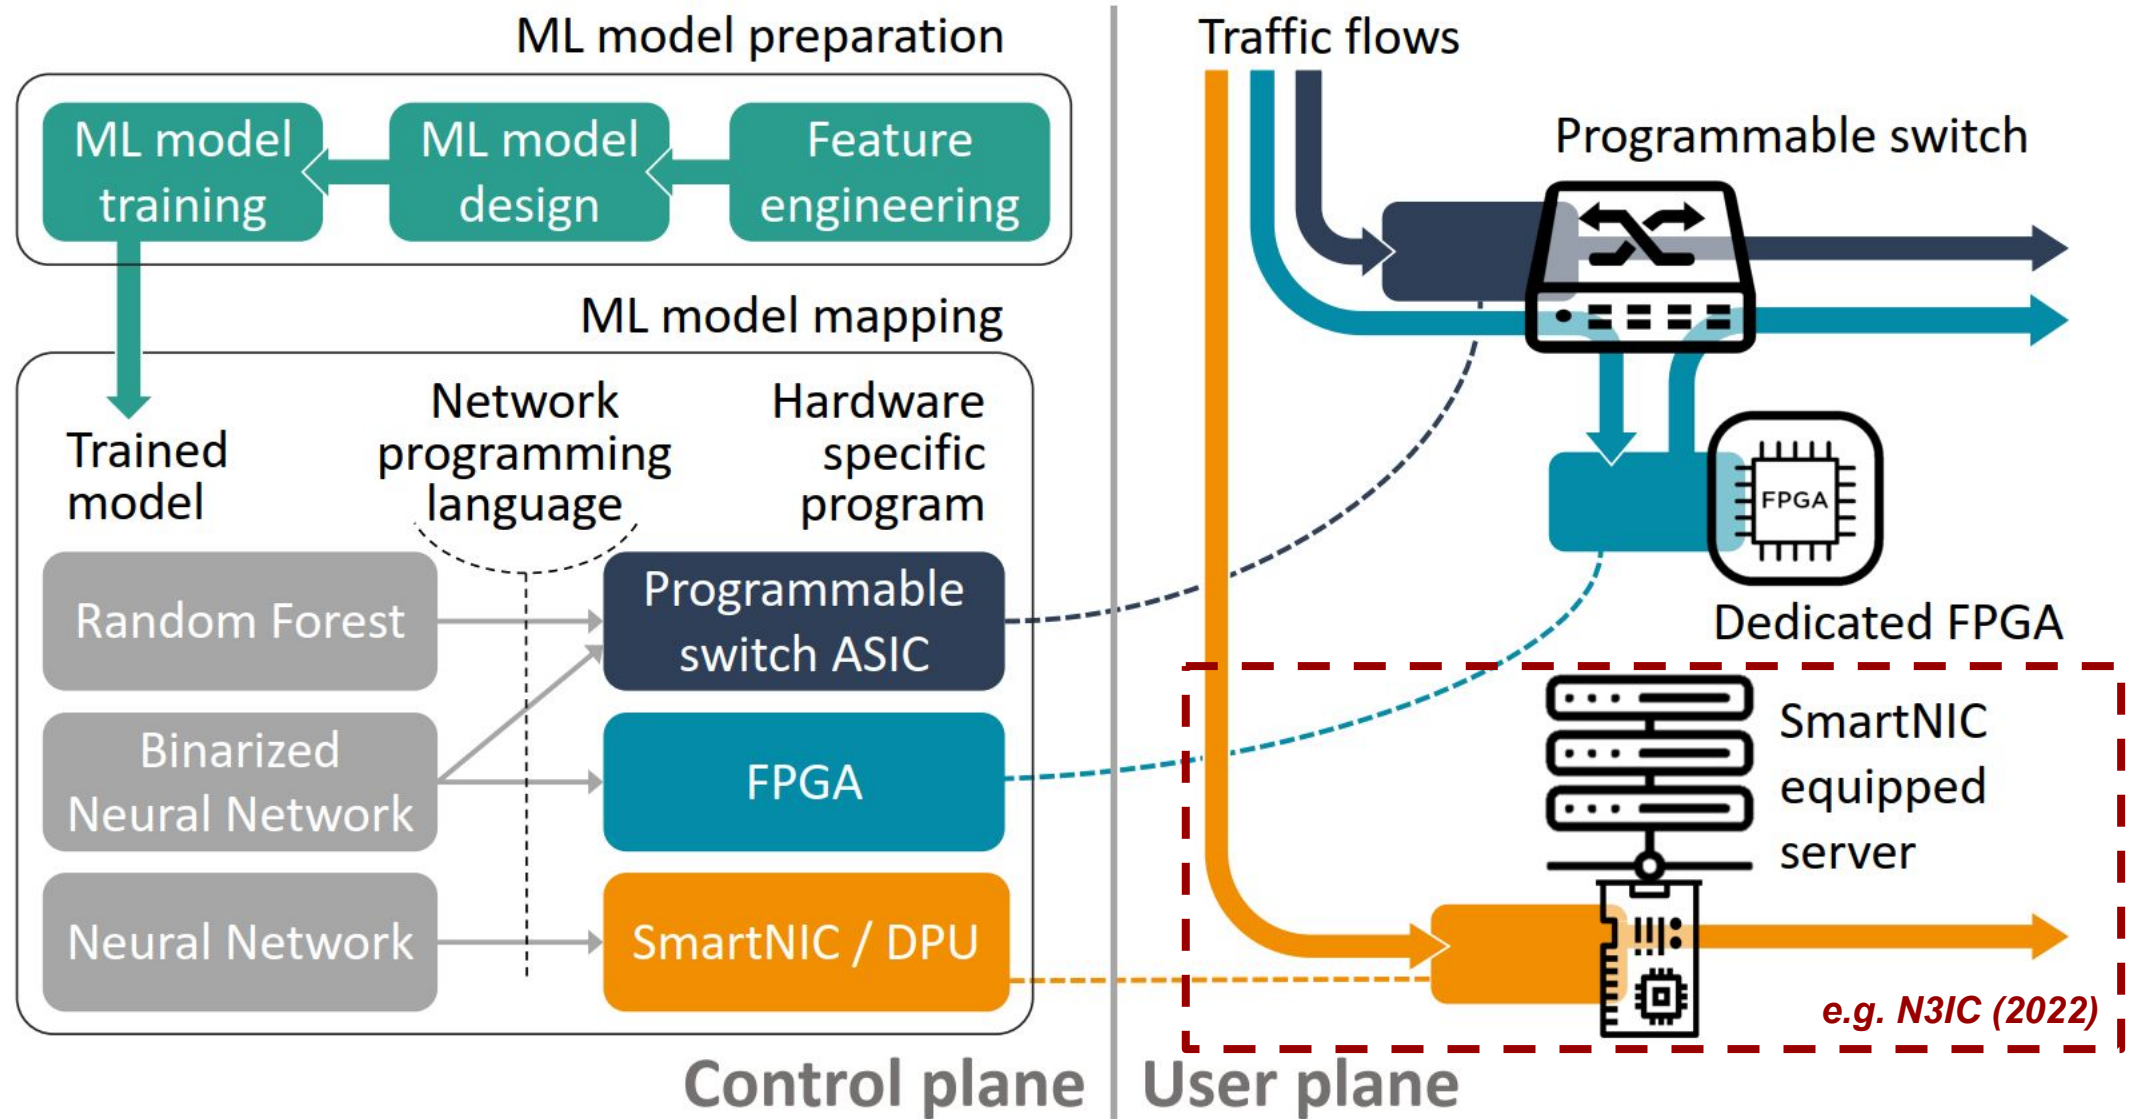 ML model preparation
ML model
training
ML model
design
Feature
engineering
ML model mapping
Trained
model
Network
programming
language
Hardware
specific
program
Random Forest
Binarized
Neural Network
Neural Network
Programmable
switch ASIC
FPGA
SmartNIC / DPU
Control plane
Traffic flows
Programmable switch
FPGA
Dedicated FPGA
SmartNIC
equipped
server
e.g. N3IC (2022)
User plane